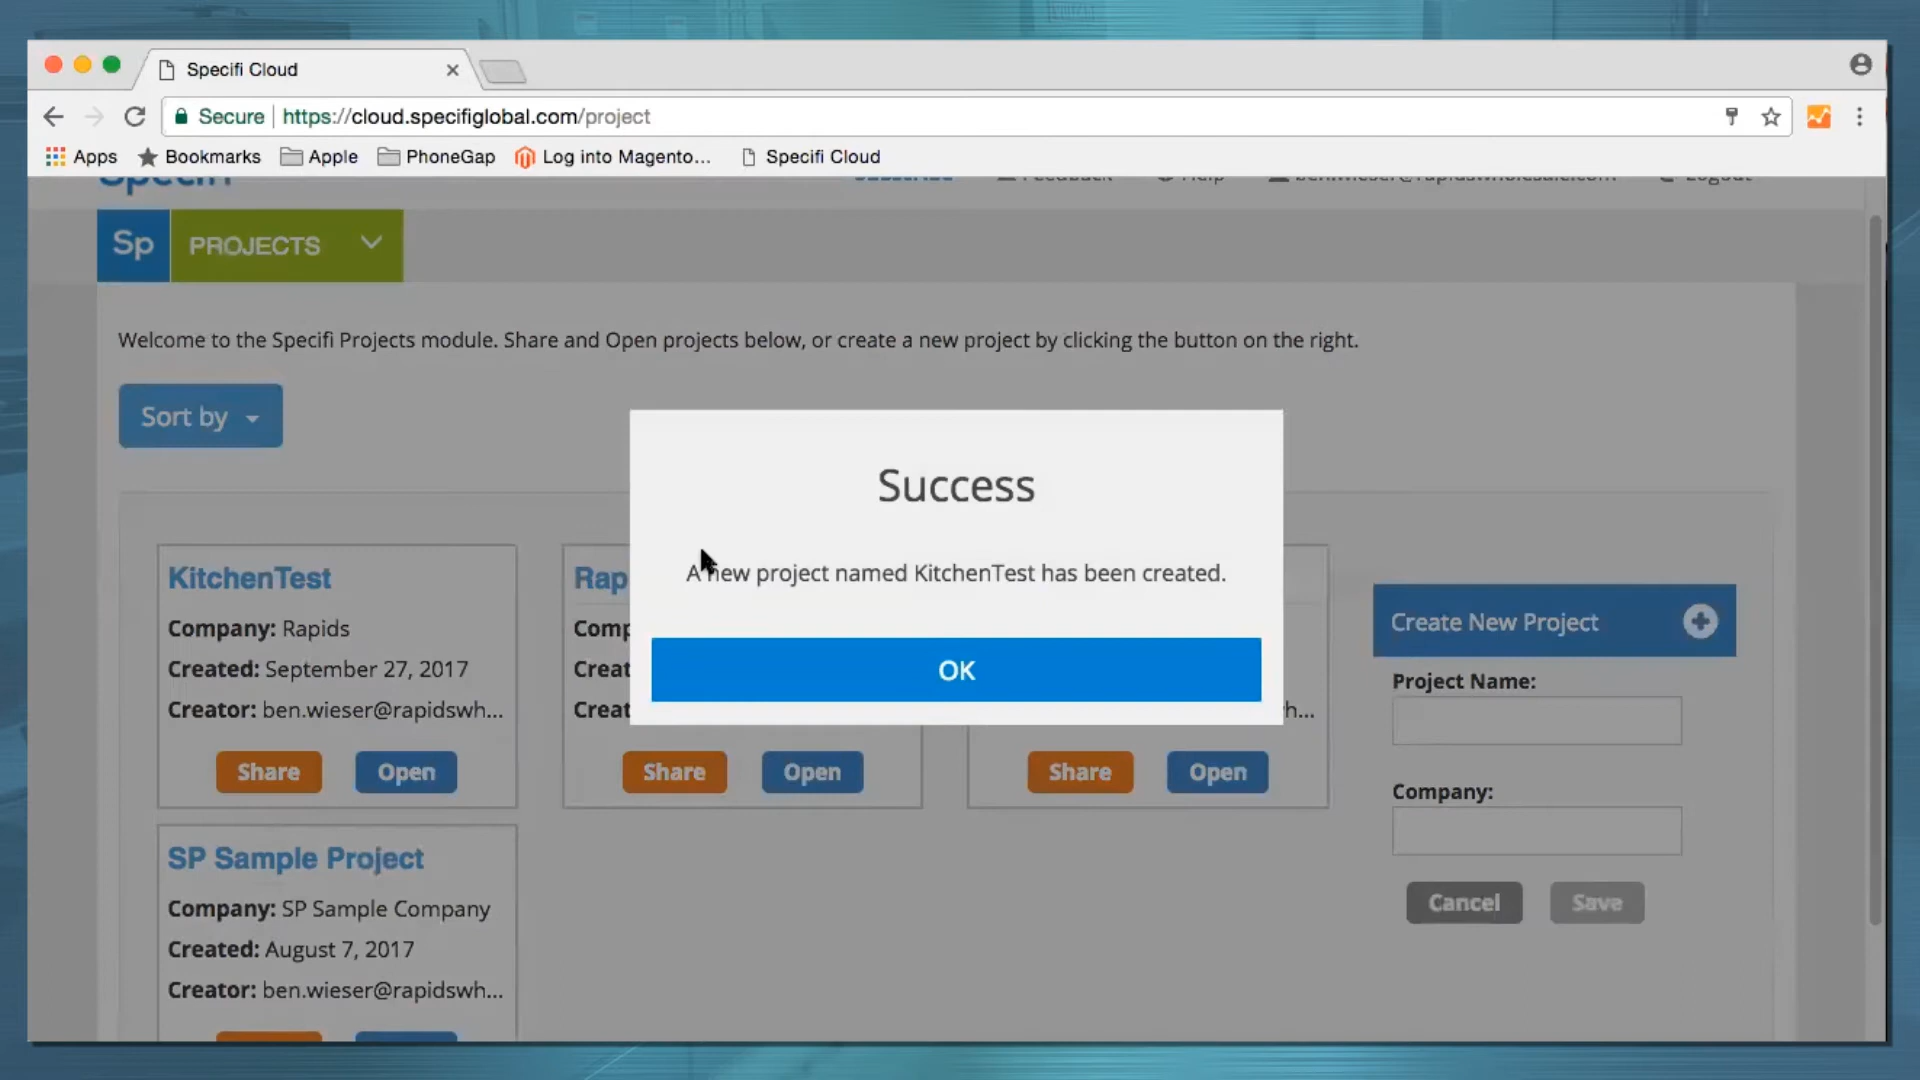 Specifi Cloud
Secure https://cloud.specifiglobal.com/project
Apps Bookmarks Apple PhoneGap Log into Magento... Specifi Cloud
Sp PROJECTS
Welcome to the Specifi Projects module. Share and Open projects below, or create a new project by clicking the button on the right.
Sort by
Success
A new project named KitchenTest has been created.
OK
KitchenTest
Company: Rapids
Created: September 27, 2017
Creator: ben.wieser@rapidswh...
Share Open
Rap
Comp
Creat
Creat
Share Open
h...
Share Open
SP Sample Project
Company: SP Sample Company
Created: August 7, 2017
Creator: ben.wieser@rapidswh...
Create New Project
Project Name:
Company:
Cancel Save